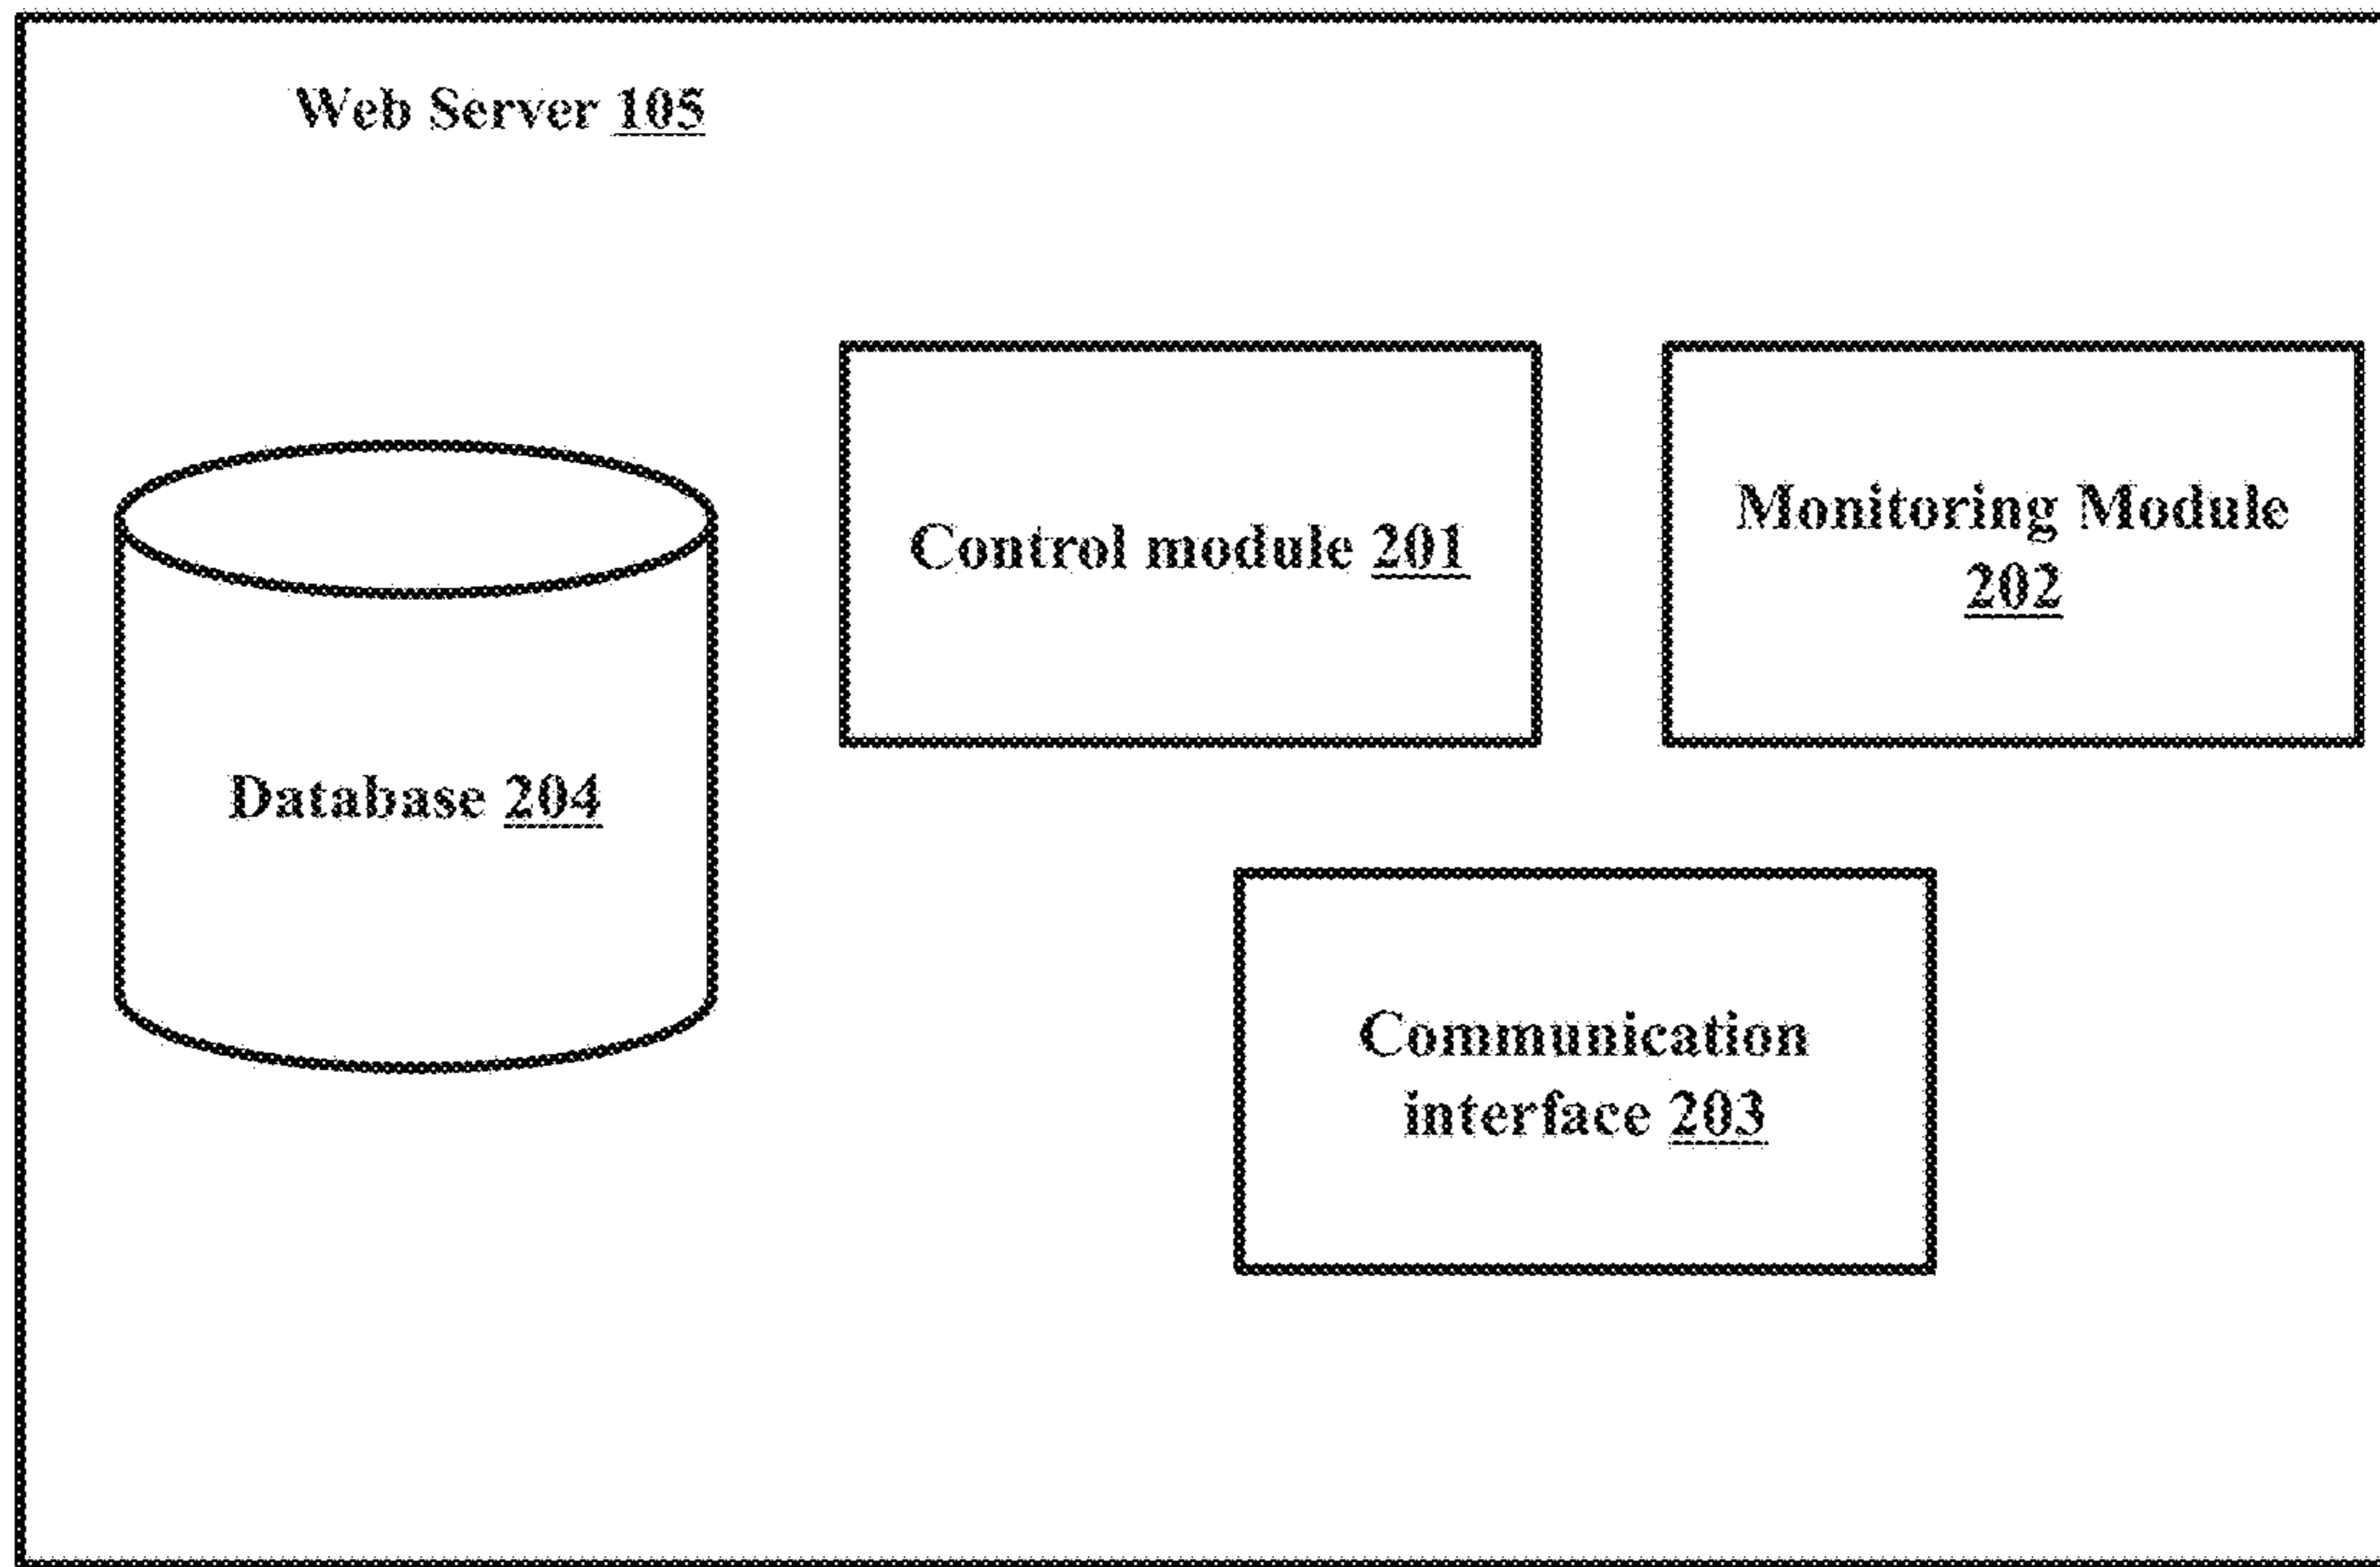 Web Server 105
Control module 201
Monitoring Module
202
Database 204
Communication
interface 203